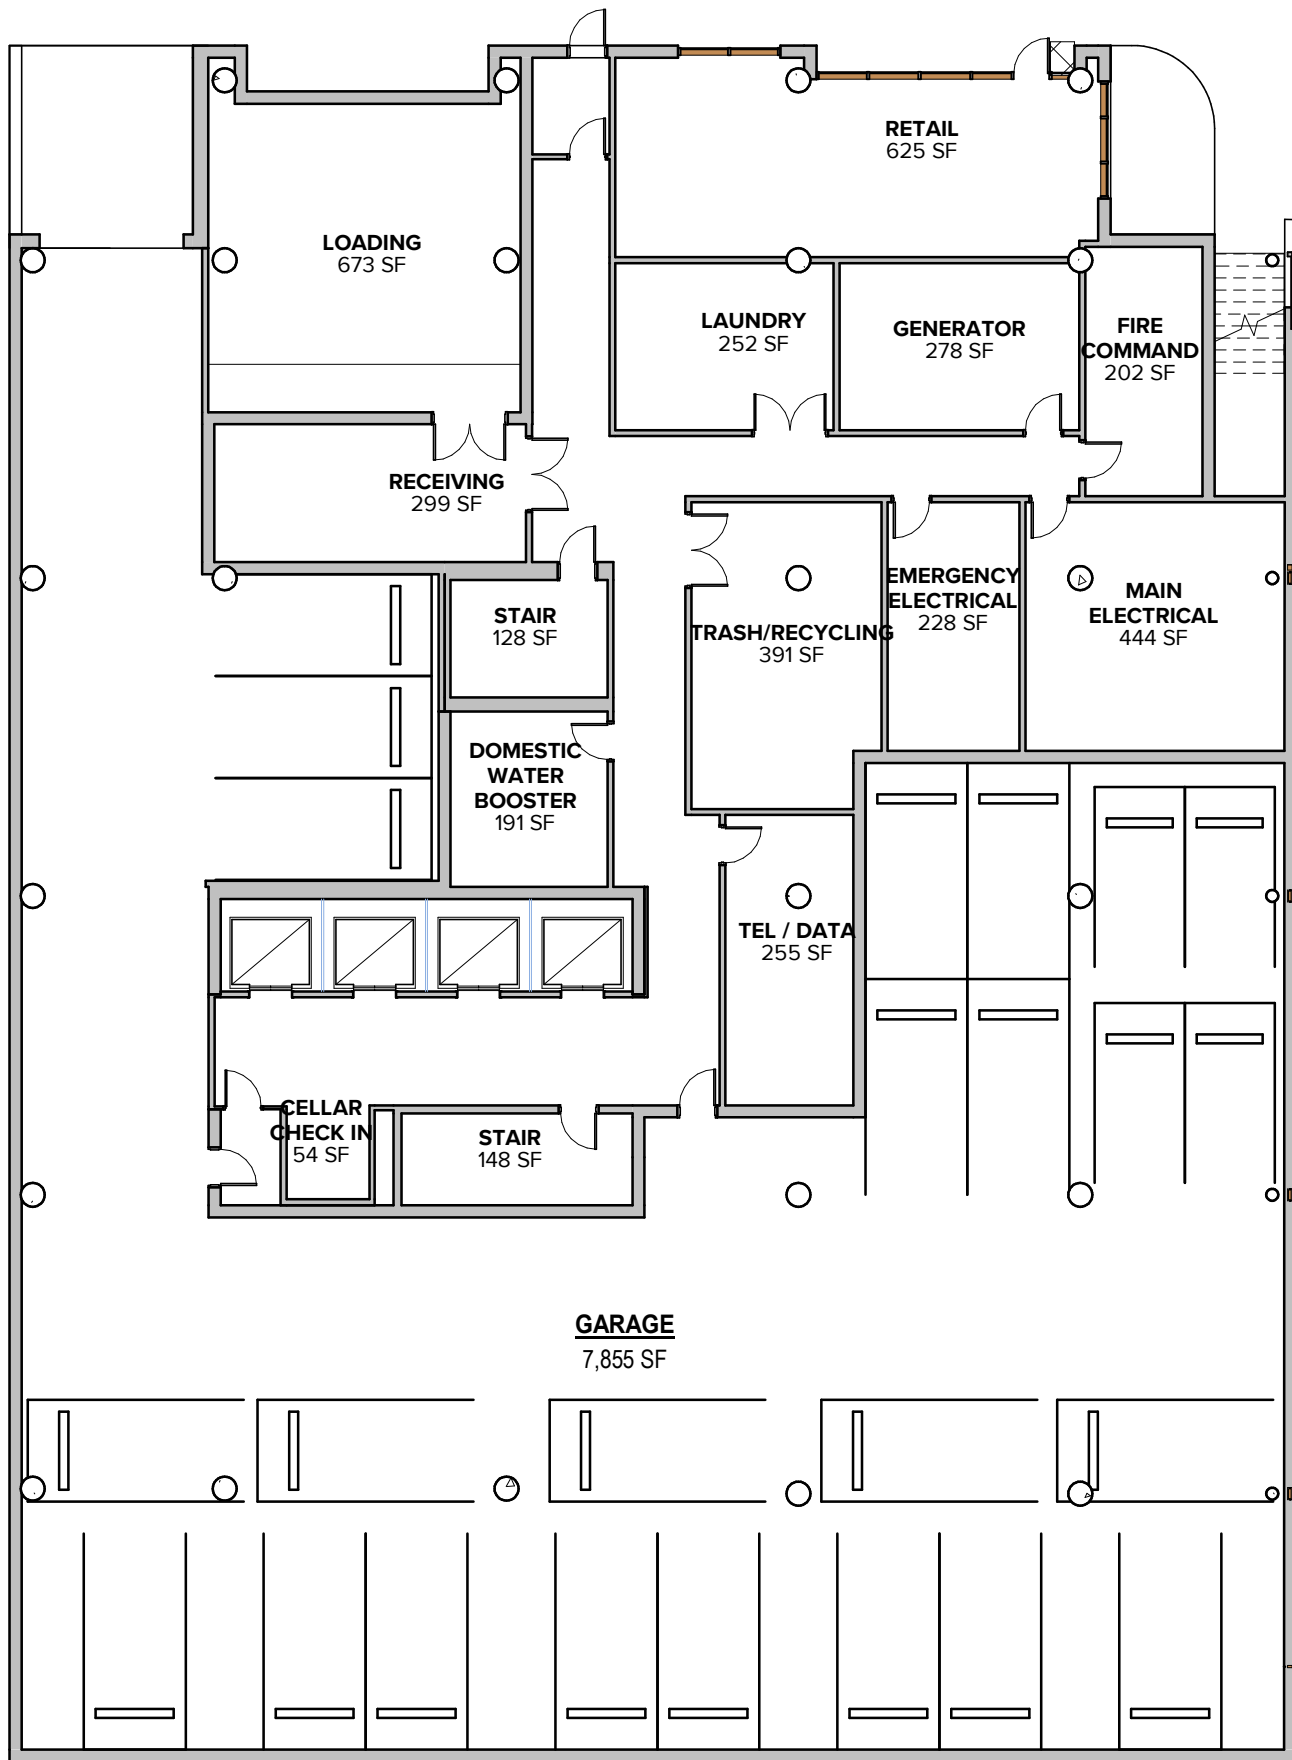 RETAIL
625 SF
LOADING
673 SF
LAUNDRY
252 SF
GENERATOR
278 SF
FIRE
COMMAND
202 SF
RECEIVING
299 SF
STAIR
128 SF
TRASH/RECYCLING
391 SF
EMERGENCY
ELECTRICAL
228 SF
MAIN
ELECTRICAL
444 SF
DOMESTIC
WATER
BOOSTER
191 SF
TEL / DATA
255 SF
CELLAR
CHECK IN
54 SF
STAIR
148 SF
GARAGE
7,855 SF